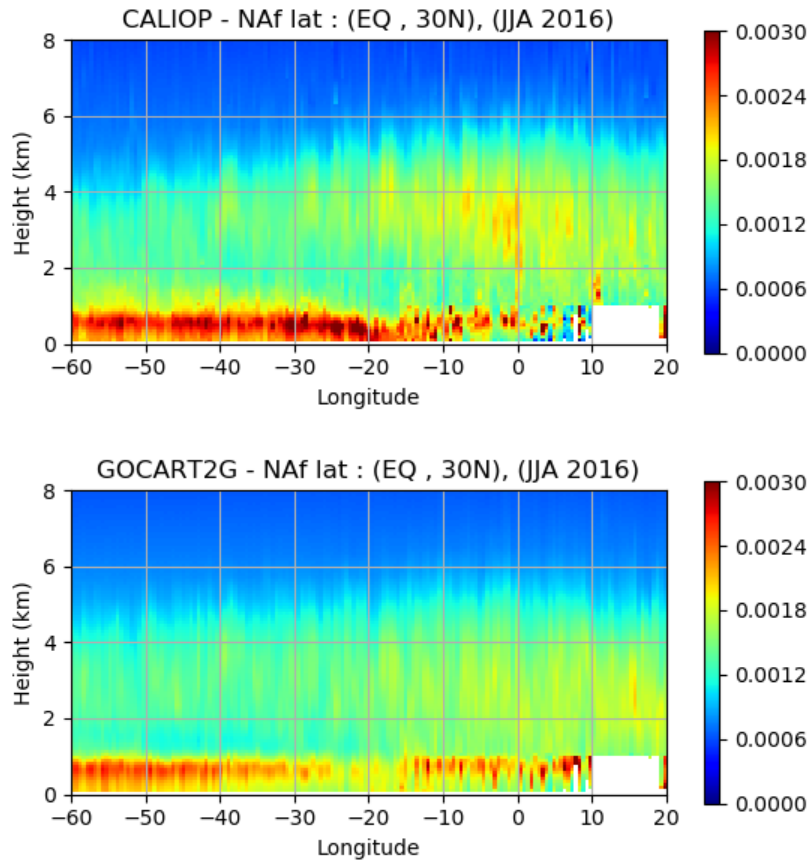 CALIOP - NAf lat : (EQ , 30N), (JJA 2016)
8
6
4
2
0
Height (km)
−60 −50 −40 −30 −20 −10 0 10 20
Longitude
0.0030
0.0024
0.0018
0.0012
0.0006
0.0000
GOCART2G - NAf lat : (EQ , 30N), (JJA 2016)
8
6
4
2
0
Height (km)
−60 −50 −40 −30 −20 −10 0 10 20
Longitude
0.0030
0.0024
0.0018
0.0012
0.0006
0.0000